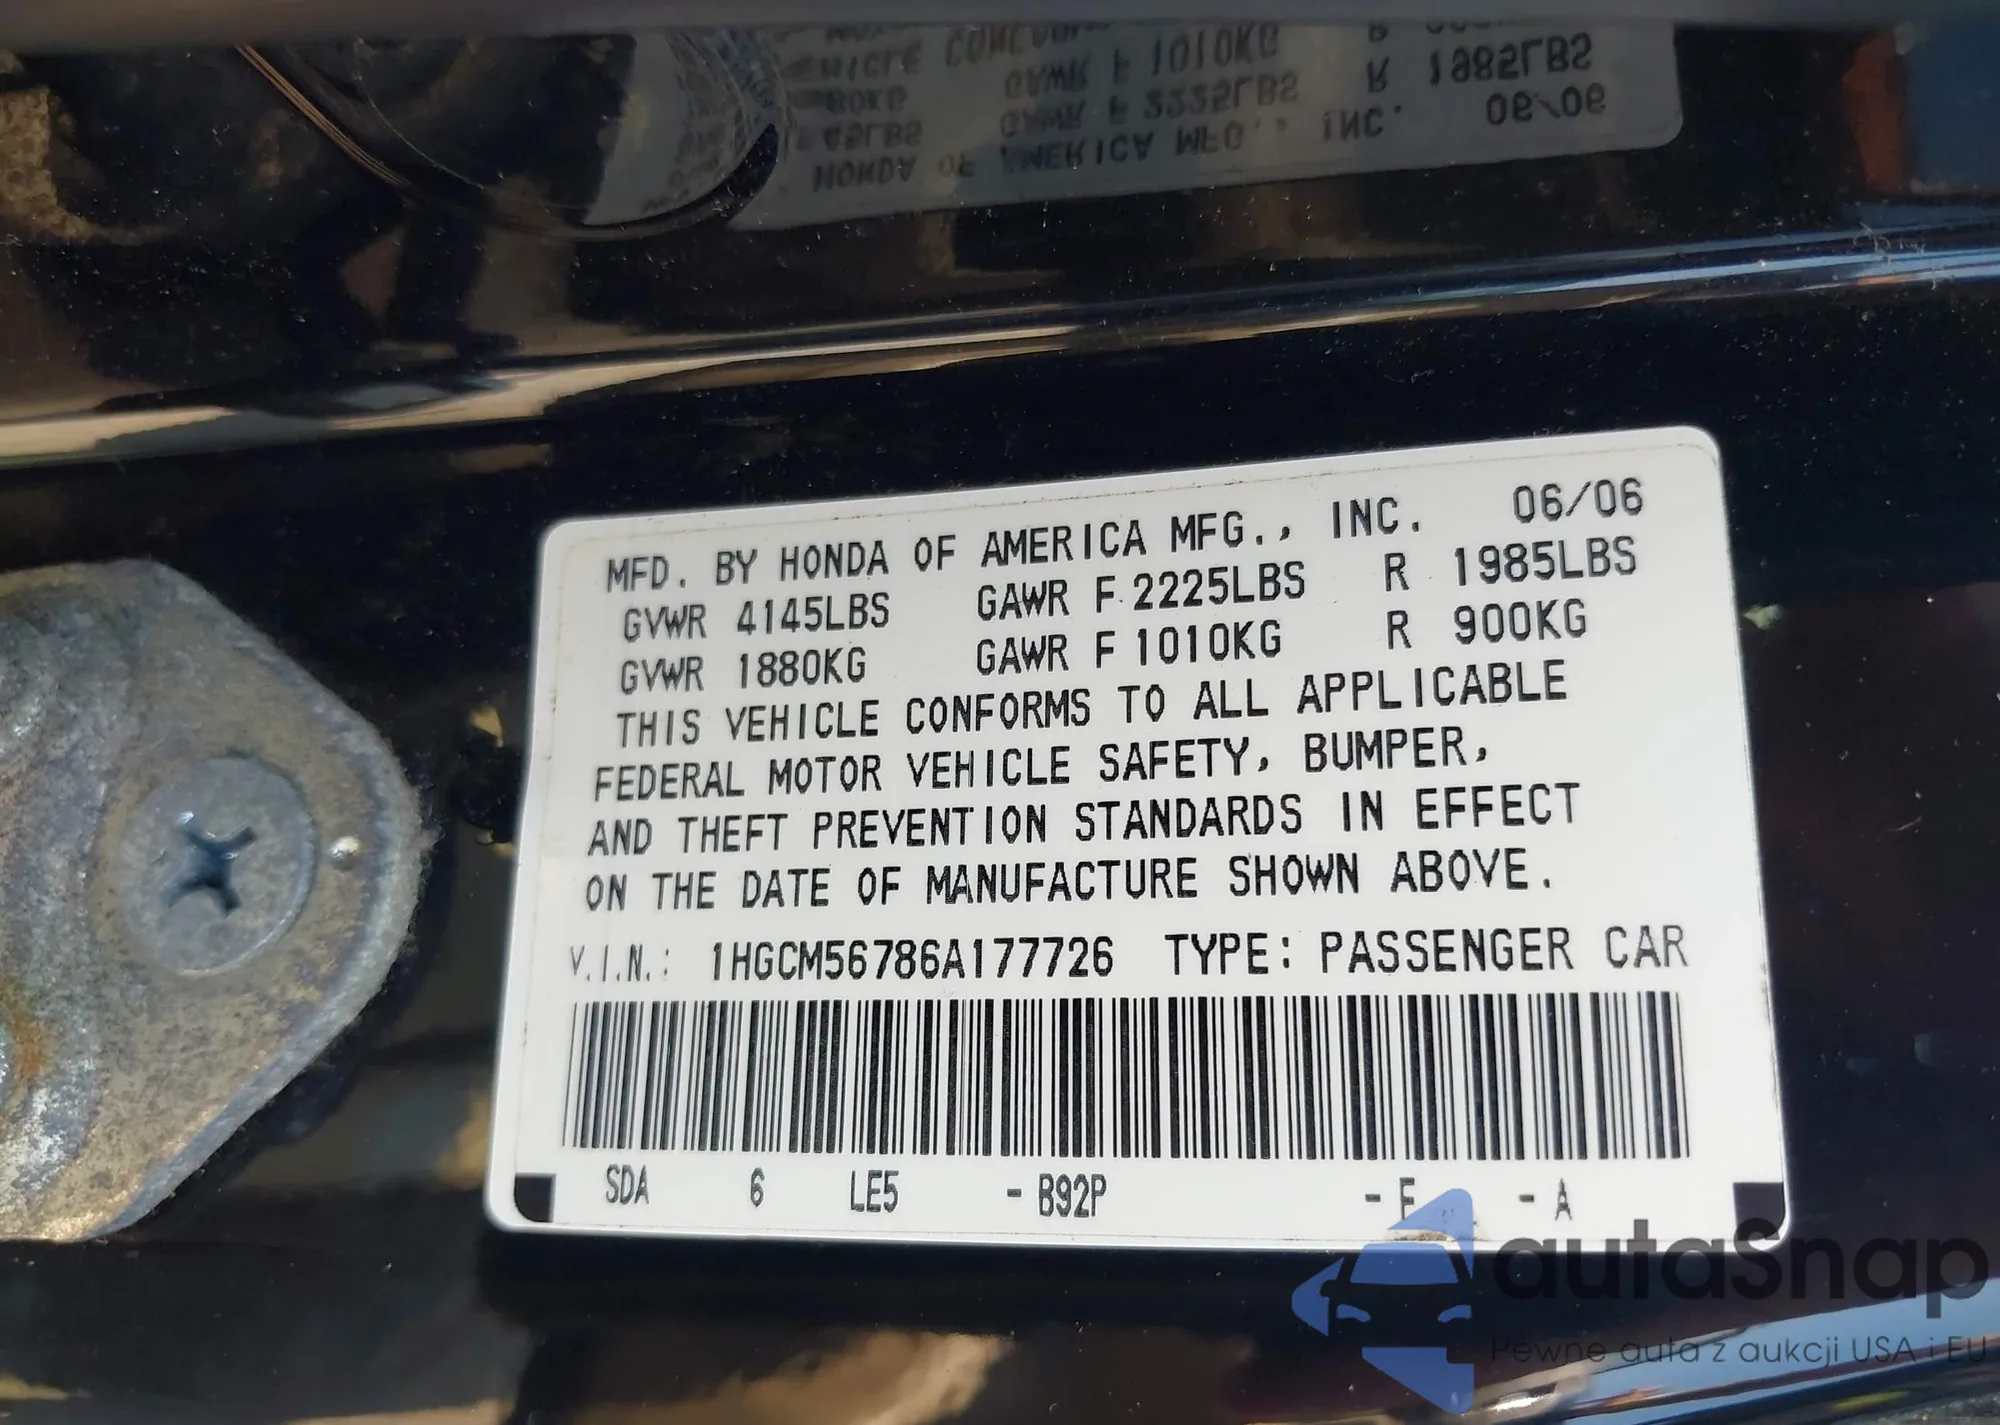 MFD. BY HONDA OF AMERICA MFG., INC. 06/06
GVWR 4145LBS GAWR F 2225LBS R 1985LBS
GVWR 1880KG GAWR F 1010KG R 900KG
THIS VEHICLE CONFORMS TO ALL APPLICABLE
FEDERAL MOTOR VEHICLE SAFETY, BUMPER,
AND THEFT PREVENTION STANDARDS IN EFFECT
ON THE DATE OF MANUFACTURE SHOWN ABOVE.
V.I.N.: 1HGCM56786A177726 TYPE: PASSENGER CAR
SDA 6 LE5 - B92P - E - A
autaSnap
Pewne auta z aukcji USA i EU